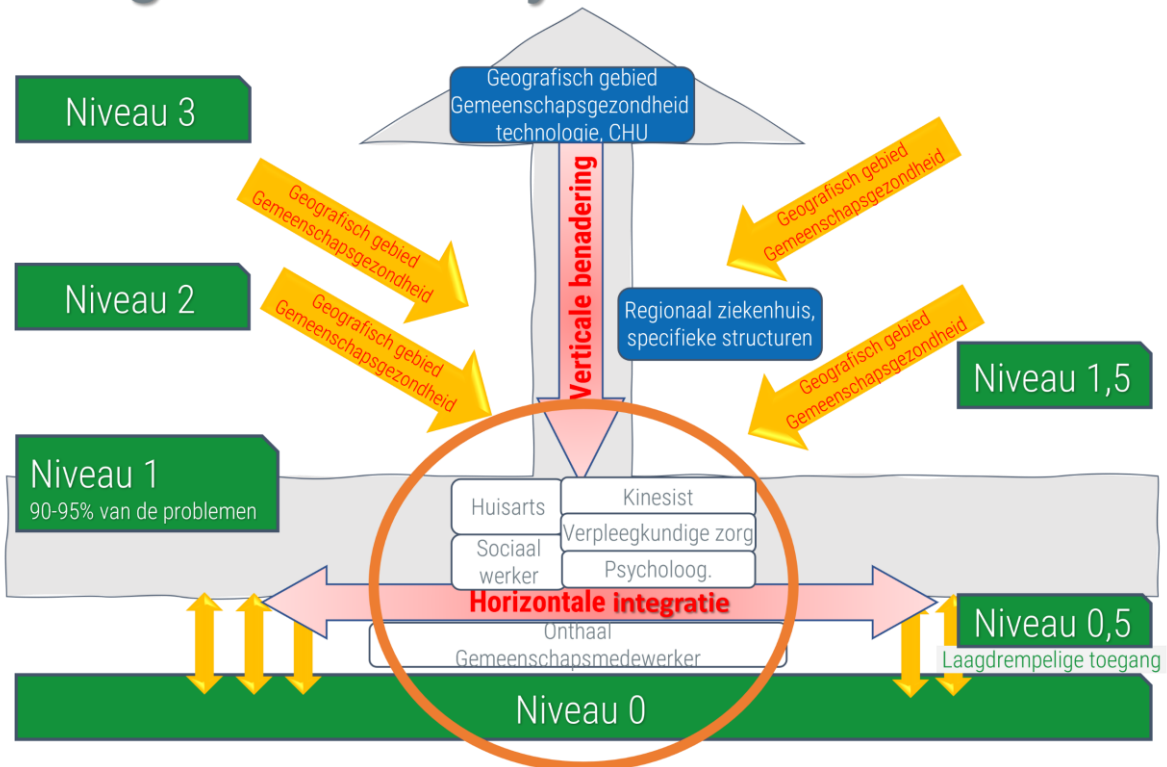 Geografisch gebied
Gemeenschapsgezondheid
technologie, CHU
Niveau 3
Geografisch gebied
Gemeenschapsgezondheid
Geografisch gebied
Gemeenschapsgezondheid
Verticale benadering
Niveau 2
Geografisch gebied
Gemeenschapsgezondheid
Regionaal ziekenhuis,
specifieke structuren
Geografisch gebied
Gemeenschapsgezondheid
Niveau 1,5
Niveau 1
90-95% van de problemen
Huisarts
Kinesist
Verpleegkundige zorg
Sociaal
werker
Psycholoog.
Horizontale integratie
Onthaal
Gemeenschapsmedewerker
Niveau 0,5
Laagdrempelige toegang
Niveau 0